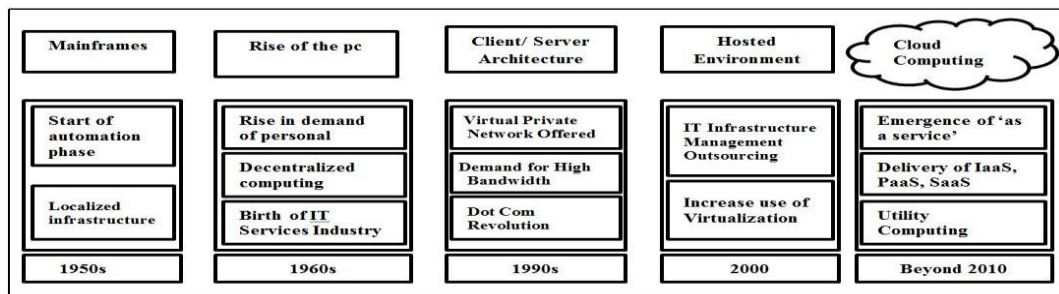 Mainframes
Rise of the pc
Client/ Server
Architecture
Hosted
Environment
Cloud
Computing
Start of
automation
phase
Localized
infrastructure
Rise in demand
of personal
Decentralized
computing
Birth of IT
Services Industry
Virtual Private
Network Offered
Demand for High
Bandwidth
Dot Com
Revolution
IT Infrastructure
Management
Outsourcing
Increase use of
Virtualization
Emergence of ‘as
a service’
Delivery of IaaS,
PaaS, SaaS
Utility
Computing
1950s
1960s
1990s
2000
Beyond 2010